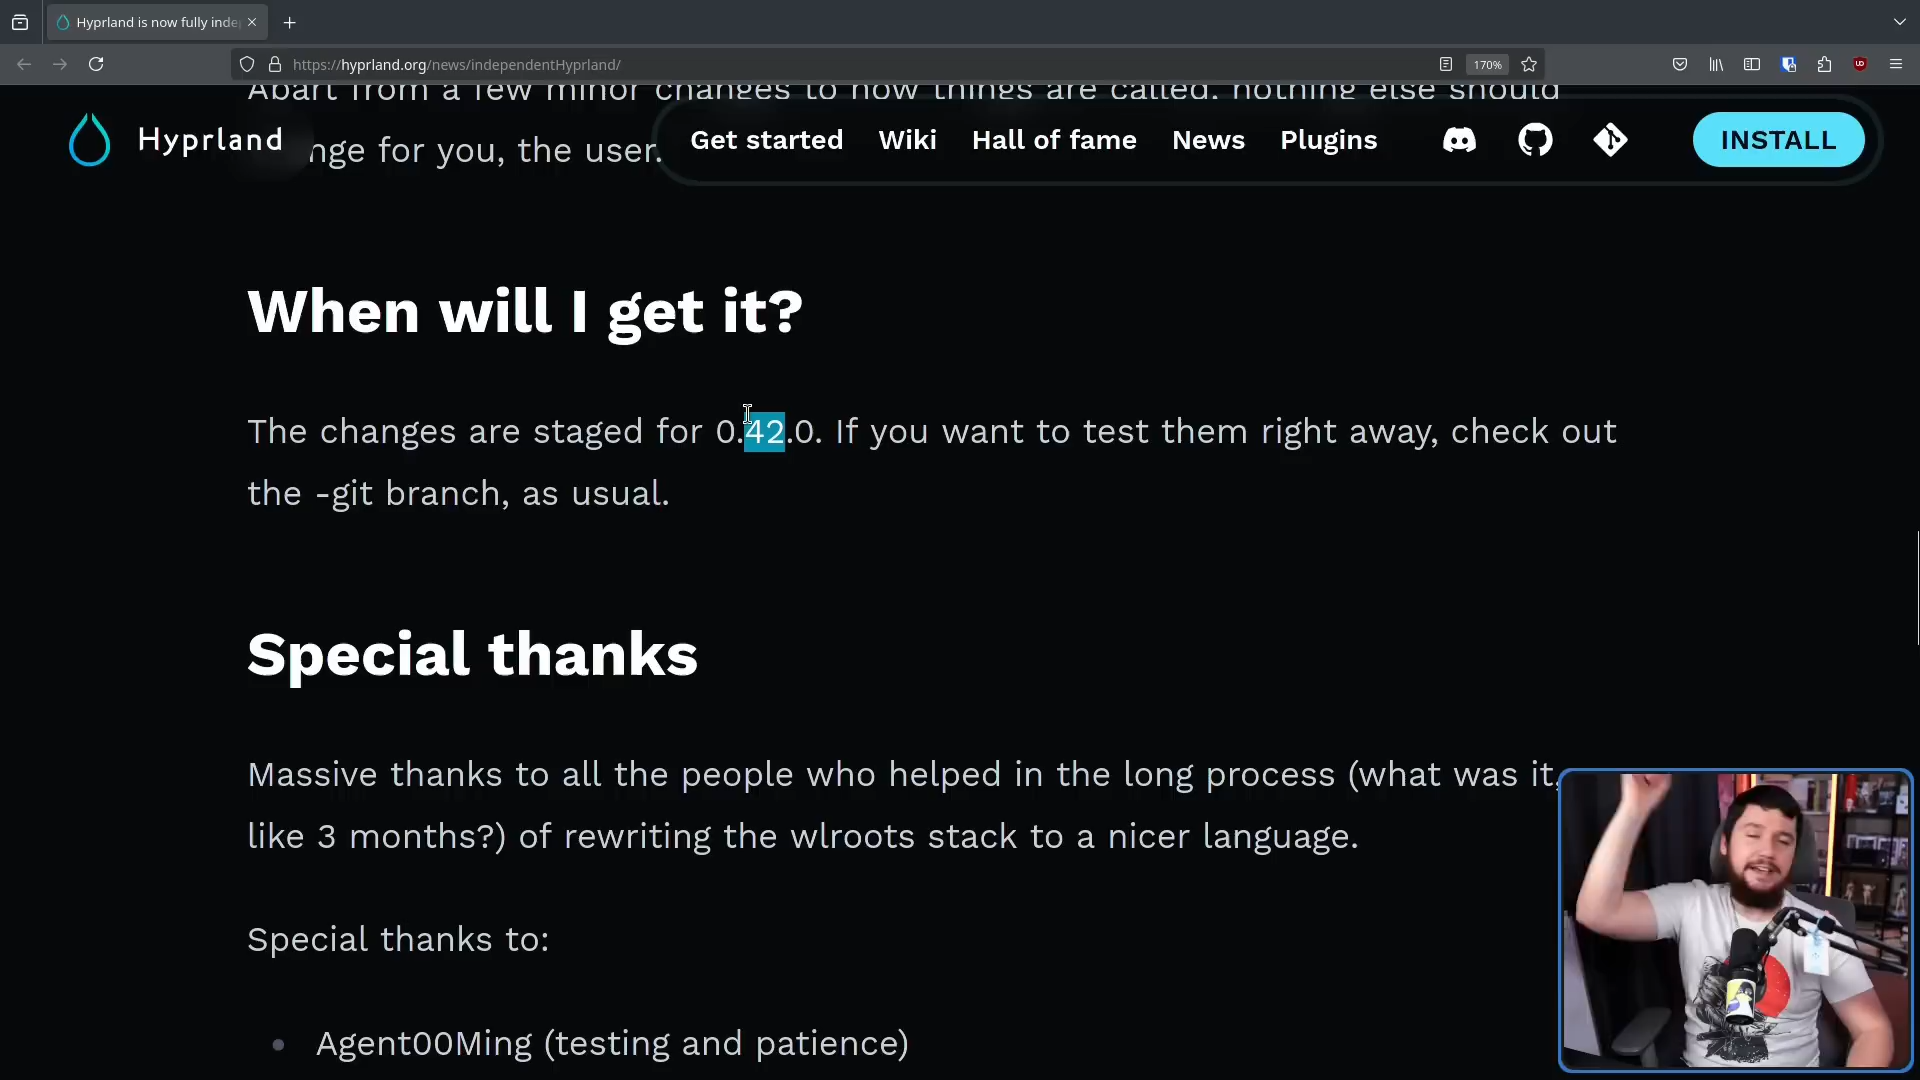 Hyprland is now fully inde
https://hyprland.org/news/independentHyprland/
170%
Abart from a few minor changes to how things are called, nothing else should
nge for you, the user.
Hyprland
Get started
Wiki
Hall of fame
News
Plugins
INSTALL
When will I get it?
The changes are staged for 0.42.0. If you want to test them right away, check out
the -git branch, as usual.
Special thanks
Massive thanks to all the people who helped in the long process (what was it,
like 3 months?) of rewriting the wlroots stack to a nicer language.
Special thanks to:
Agent00Ming (testing and patience)